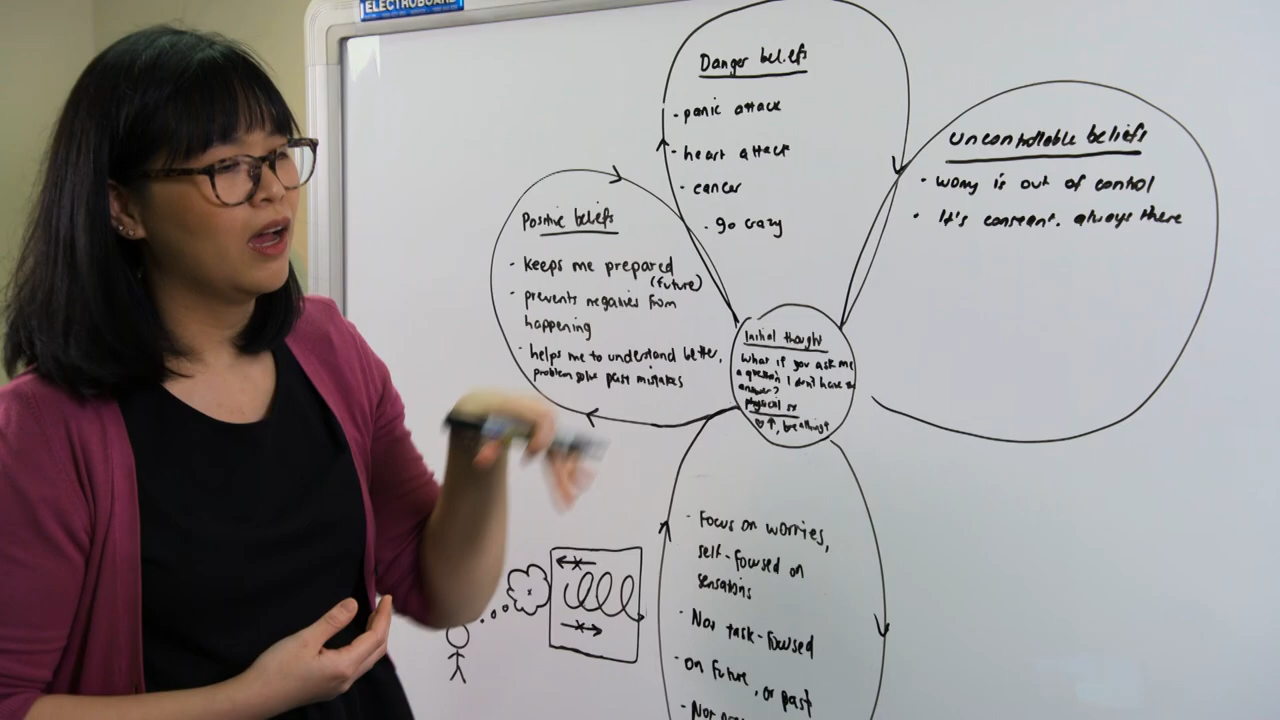 ELECTROBOARD
Danger beliefs
- panic attack
- heart attack
- cancer
- go crazy
Uncontrollable beliefs
• worry is out of control
• It's constant. always there
Positive beliefs
- keeps me prepared
(future)
- prevents negatives from
happening
- helps me to understand better,
problem solve past mistakes
Initial thought
What if you ask me
a question I don't have the
answer?
physical sx
♡↑, breathing↑
- Focus on worries,
self-focused on
sensations
- Not task-focused
- on future, or past
- Not